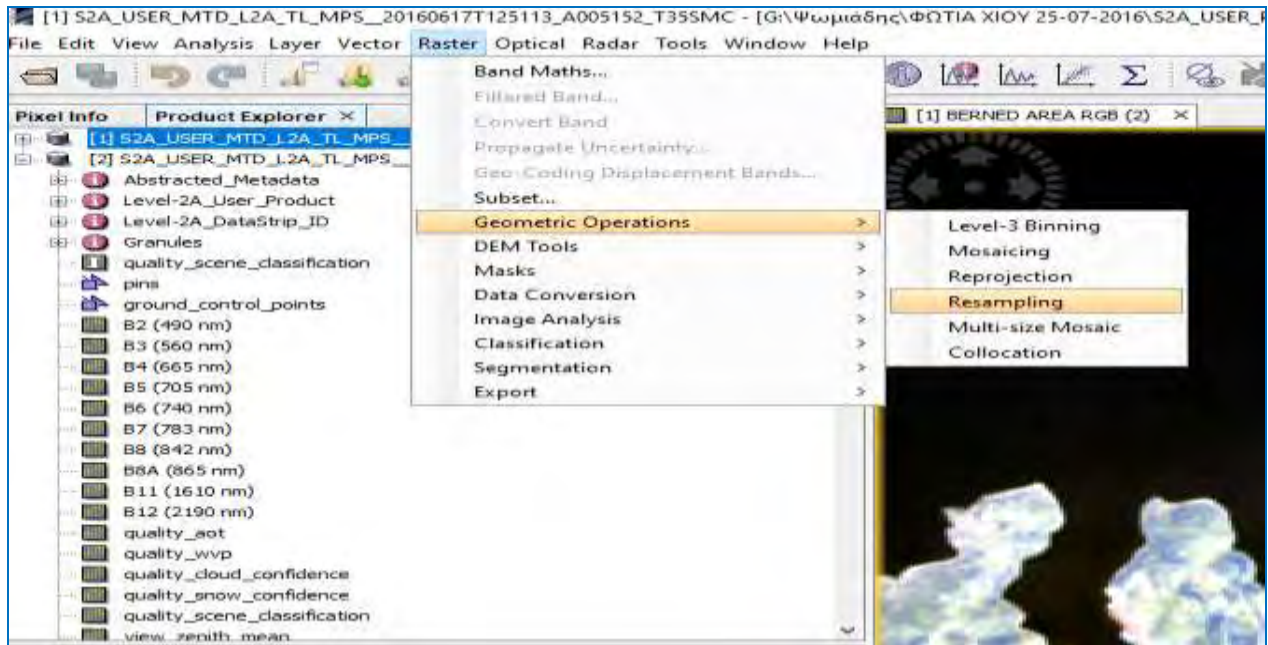 [1] S2A_USER_MTD_L2A_TL_MPS__20160617T125113_A005152_T35SMC - [G:\Ψωμιάδης\ΦΩΤΙΑ ΧΙΟΥ 25-07-2016\S2A_USER_
File Edit View Analysis Layer Vector Raster Optical Radar Tools Window Help
Pixel Info Product Explorer ×
[1] BERNED AREA RGB (2) ×
[1] S2A_USER_MTD_L2A_TL_MPS_
[2] S2A_USER_MTD_L2A_TL_MPS_
Abstracted_Metadata
Level-2A_User_Product
Level-2A_DataStrip_ID
Granules
quality_scene_classification
pins
ground_control_points
B2 (490 nm)
B3 (560 nm)
B4 (665 nm)
B5 (705 nm)
B6 (740 nm)
B7 (783 nm)
B8 (842 nm)
B8A (865 nm)
B11 (1610 nm)
B12 (2190 nm)
quality_aot
quality_wvp
quality_cloud_confidence
quality_snow_confidence
quality_scene_classification
view_zenith_mean
Band Maths...
Filtered Band...
Convert Band
Propagate Uncertainty...
Geo-Coding Displacement Bands...
Subset...
Geometric Operations >
DEM Tools >
Masks >
Data Conversion >
Image Analysis >
Classification >
Segmentation >
Export >
Level-3 Binning
Mosaicing
Reprojection
Resampling
Multi-size Mosaic
Collocation